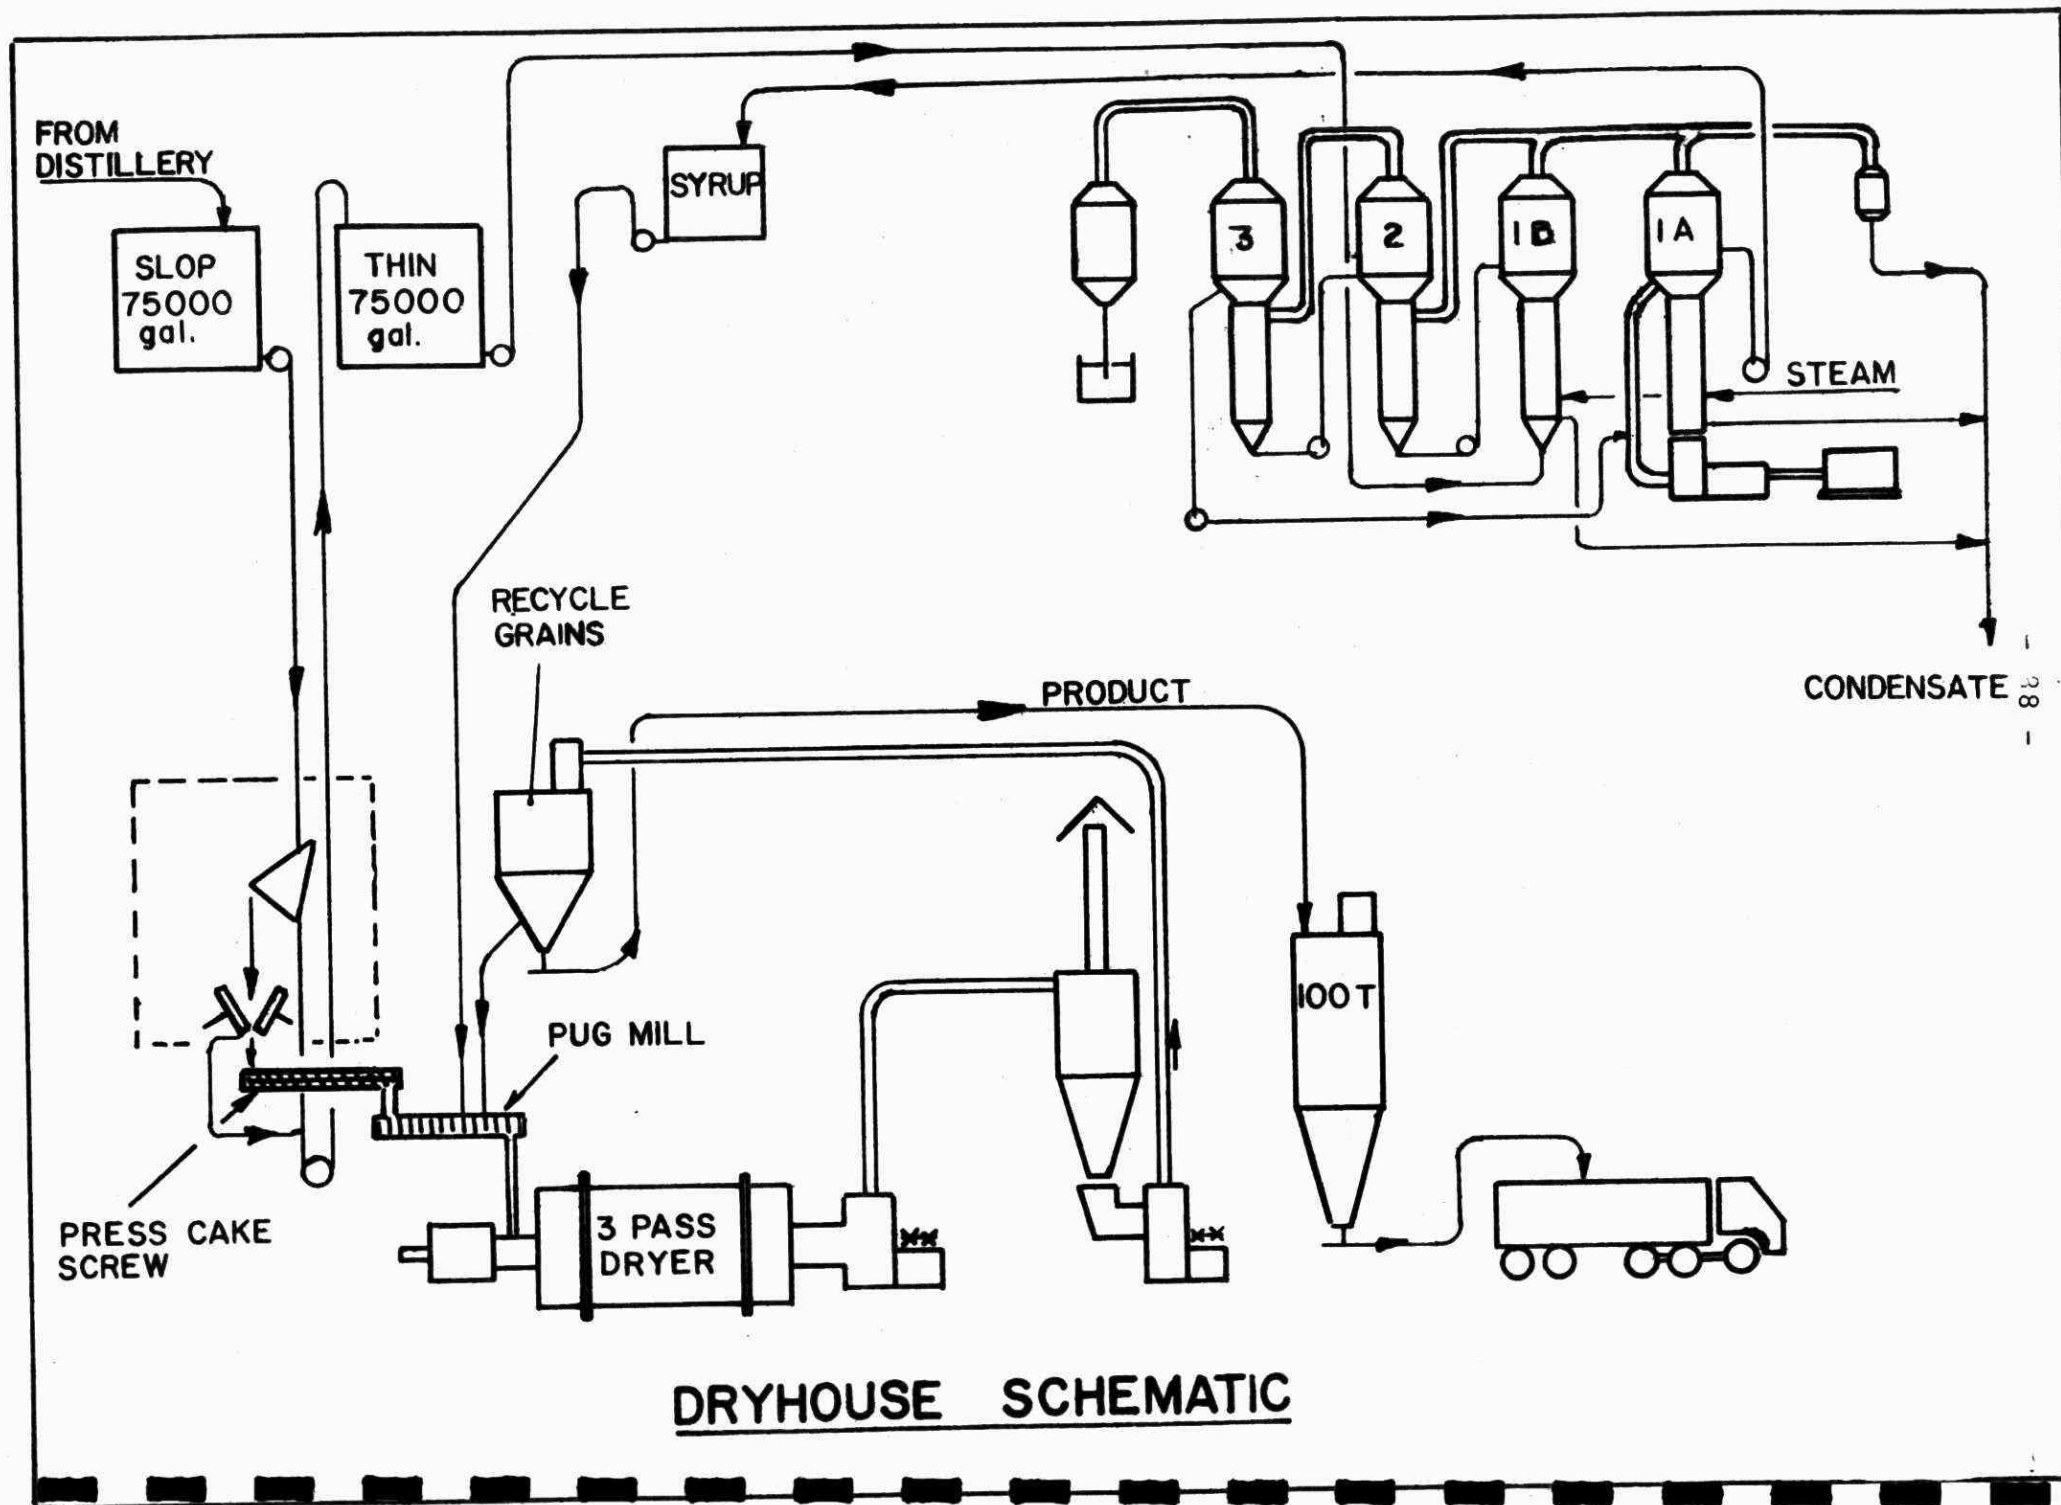 FROM
DISTILLERY
SLOP
75000
gal.
THIN
75000
gal.
SYRUP
3
2
1B
1A
STEAM
CONDENSATE
- 38 -
RECYCLE
GRAINS
PRODUCT
PUG MILL
100T
PRESS CAKE
SCREW
3 PASS
DRYER
DRYHOUSE SCHEMATIC